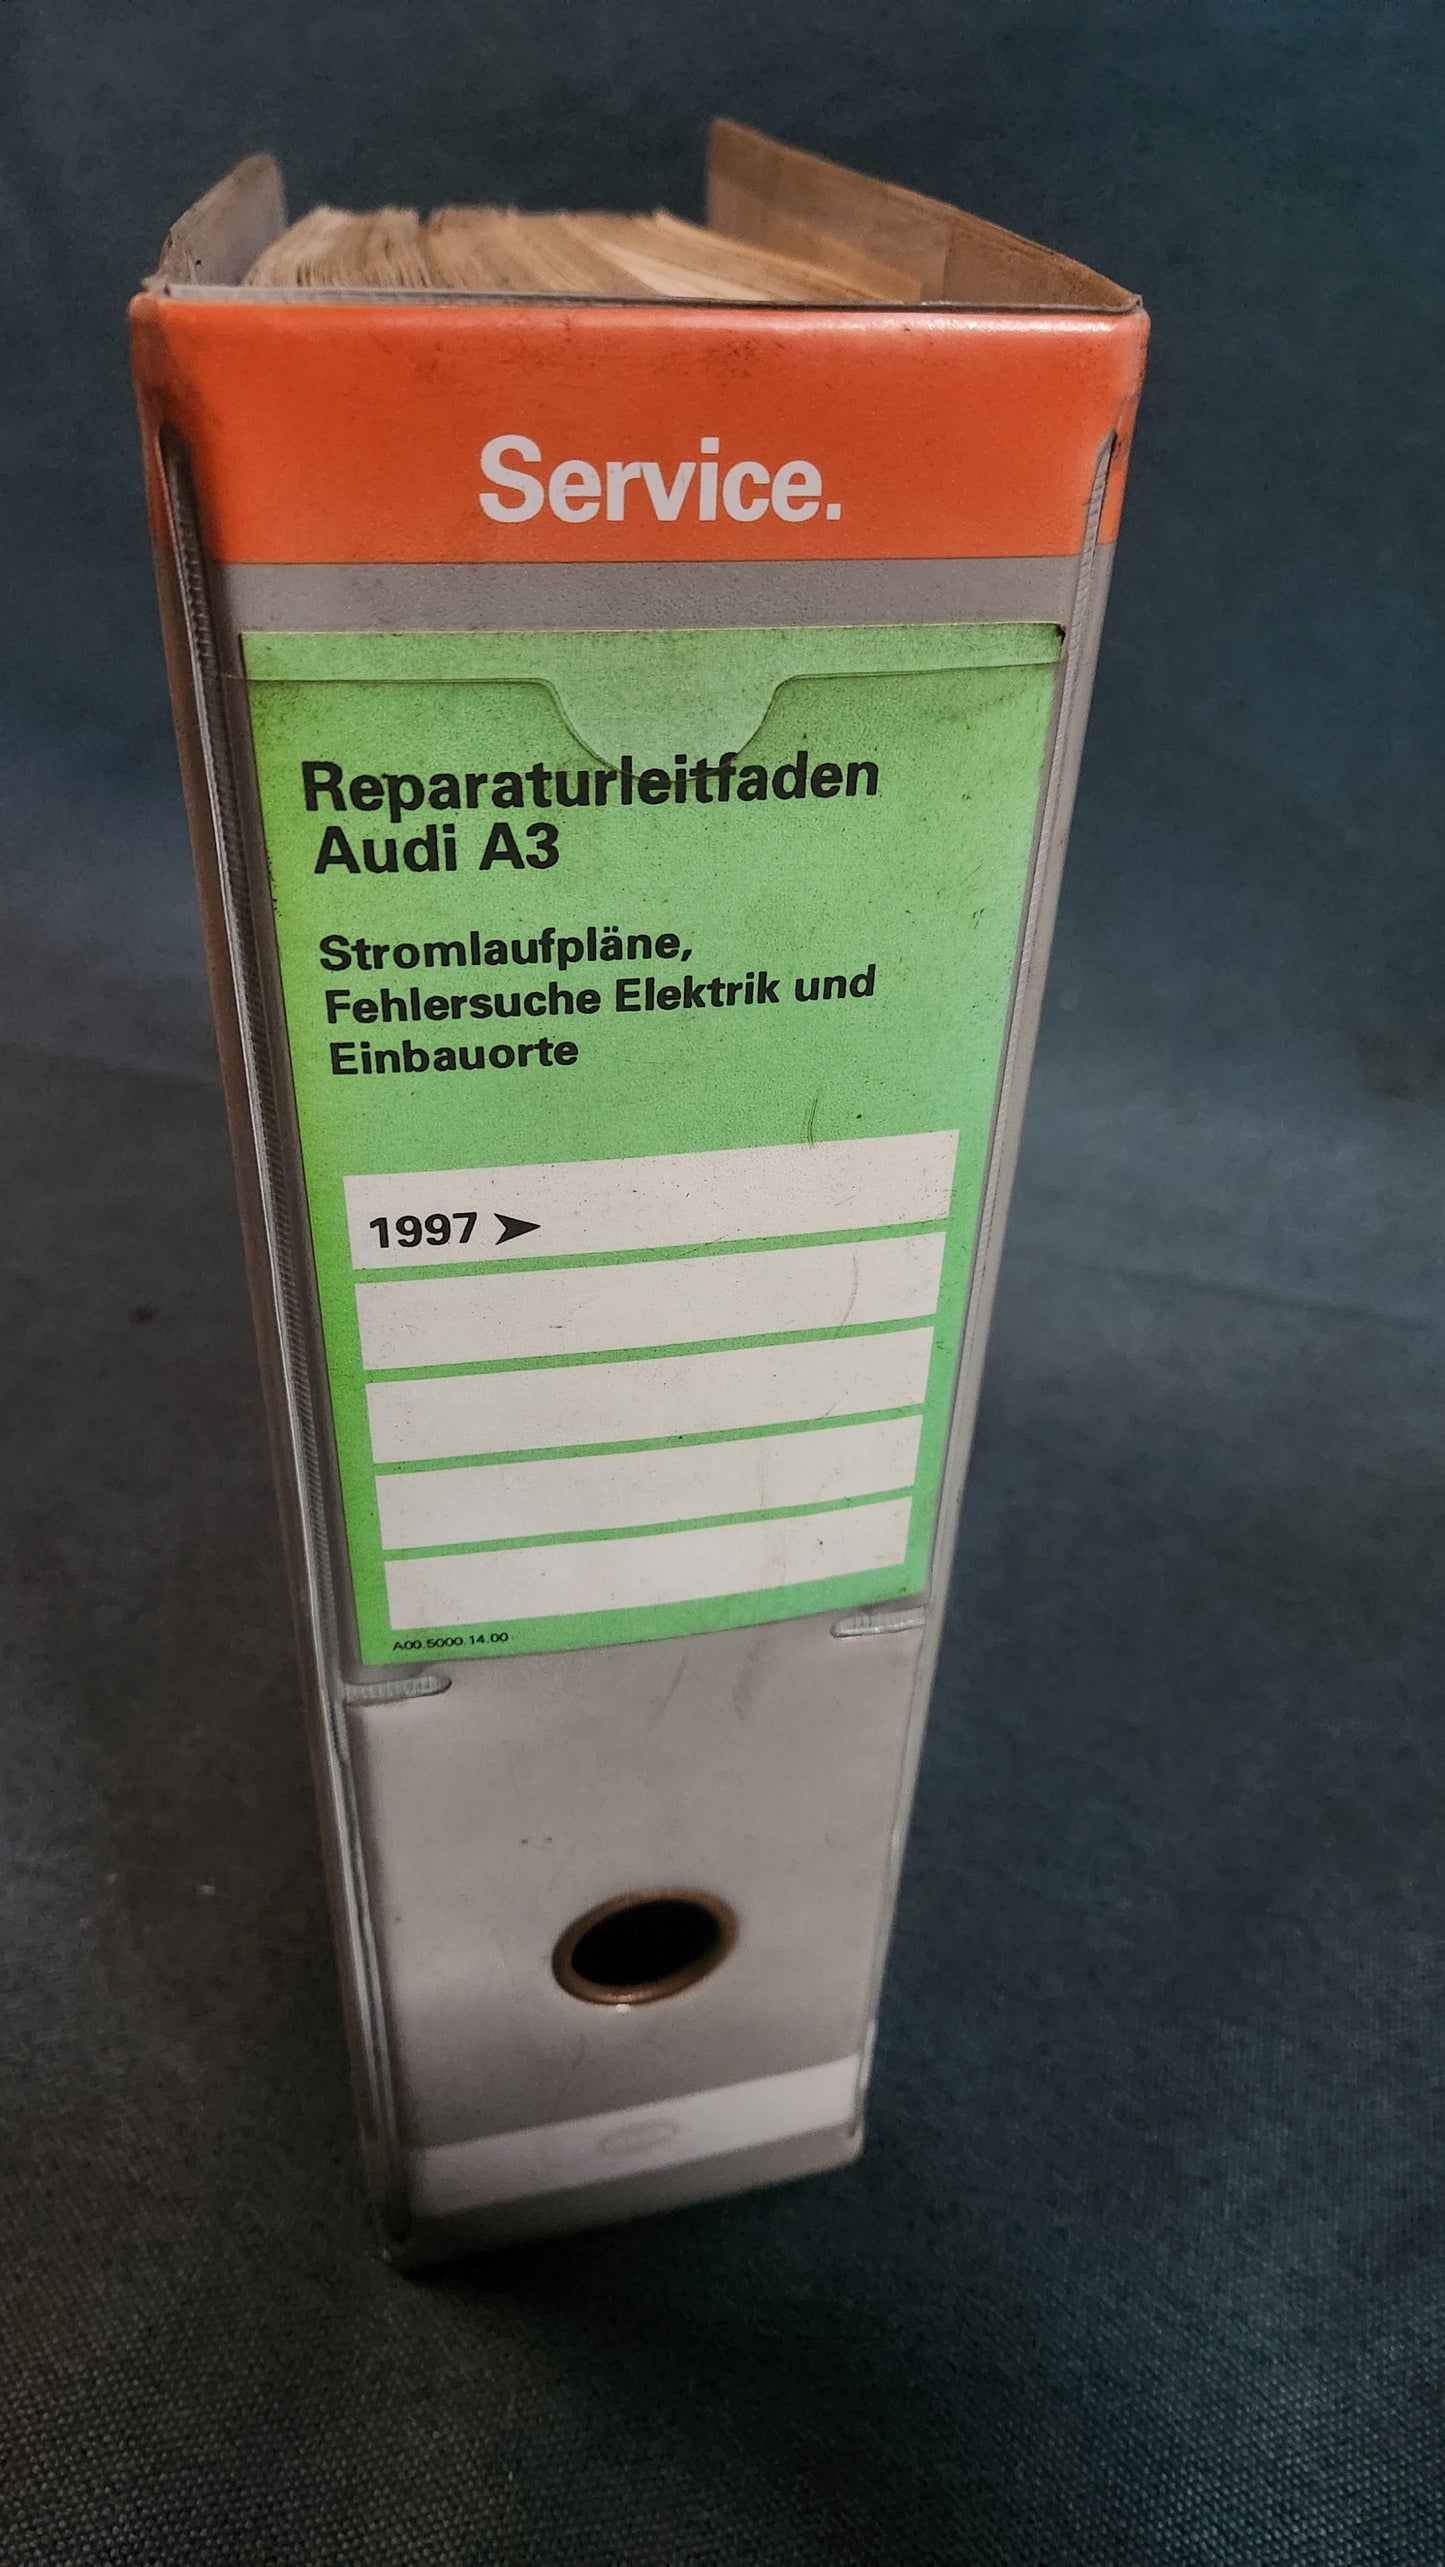 Service.
Reparaturleitfaden
Audi A3
Stromlaufpläne,
Fehlersuche Elektrik und
Einbauorte
1997 ➤
A00.5000.14.00